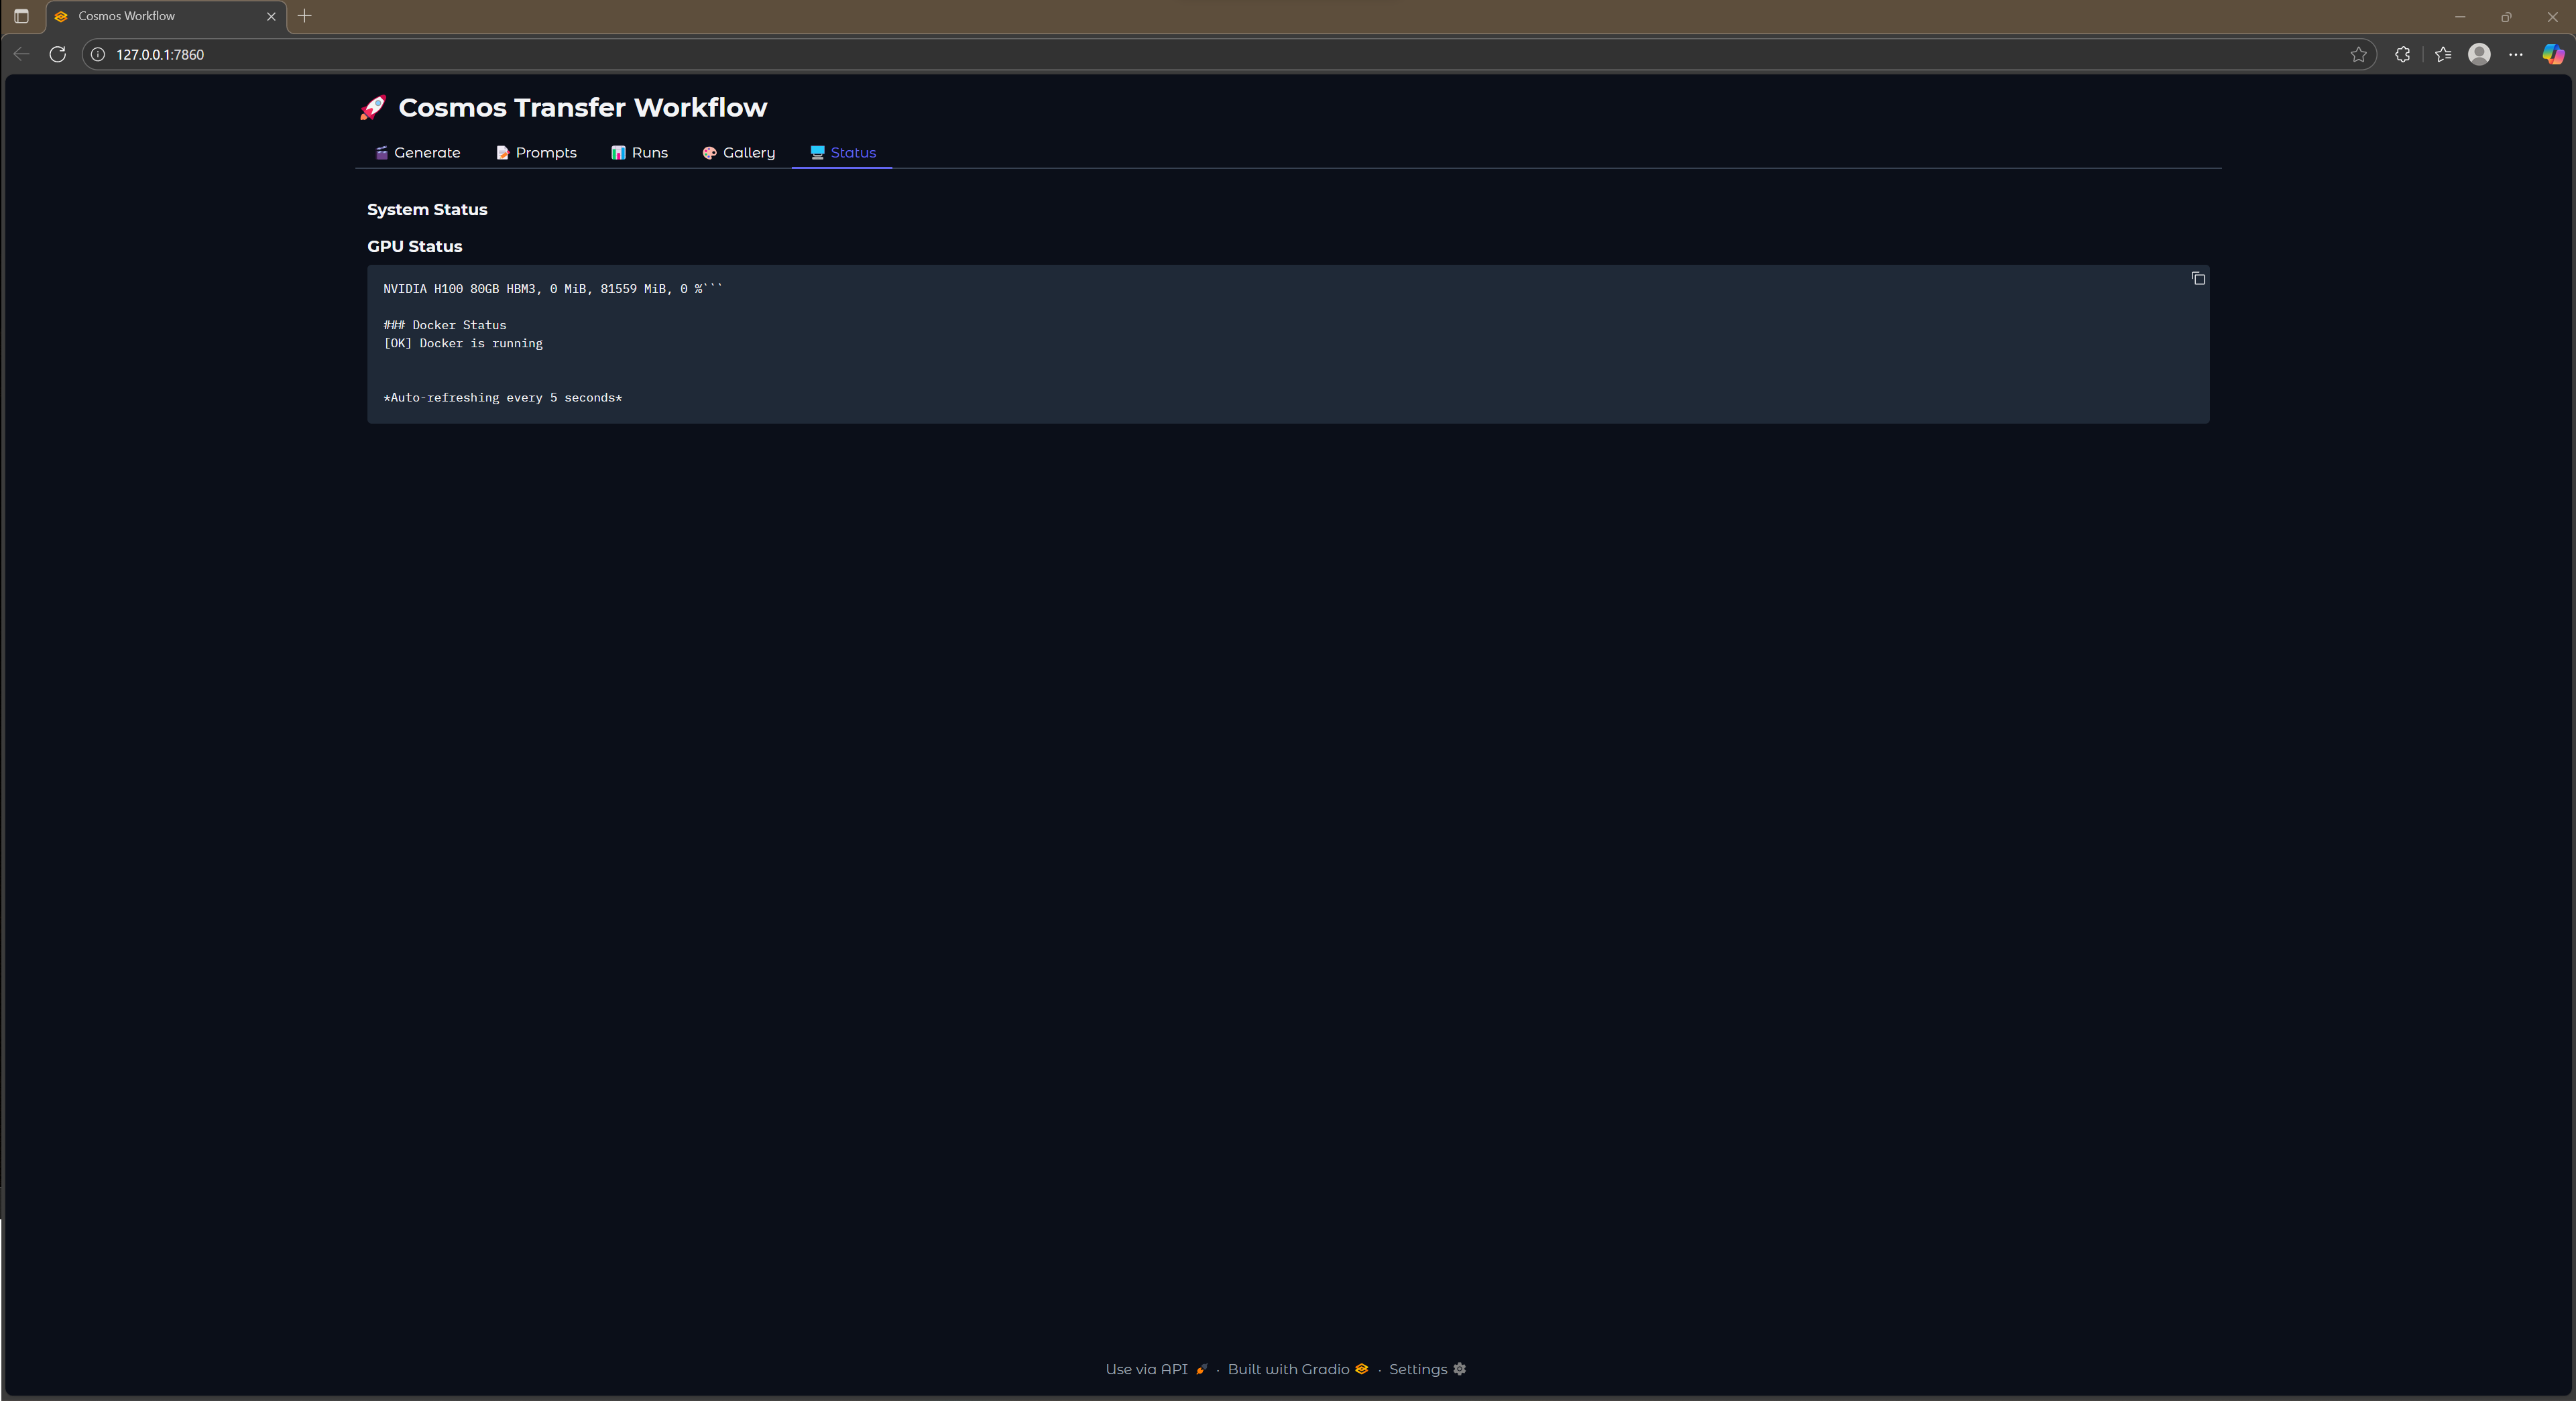 Cosmos Workflow
127.0.0.1:7860
🚀 Cosmos Transfer Workflow
🎬 Generate 📝 Prompts 📊 Runs 🎨 Gallery 🖥️ Status
System Status
GPU Status
NVIDIA H100 80GB HBM3, 0 MiB, 81559 MiB, 0 %```
### Docker Status
[OK] Docker is running
*Auto-refreshing every 5 seconds*
Use via API 🚀 · Built with Gradio · Settings ⚙️